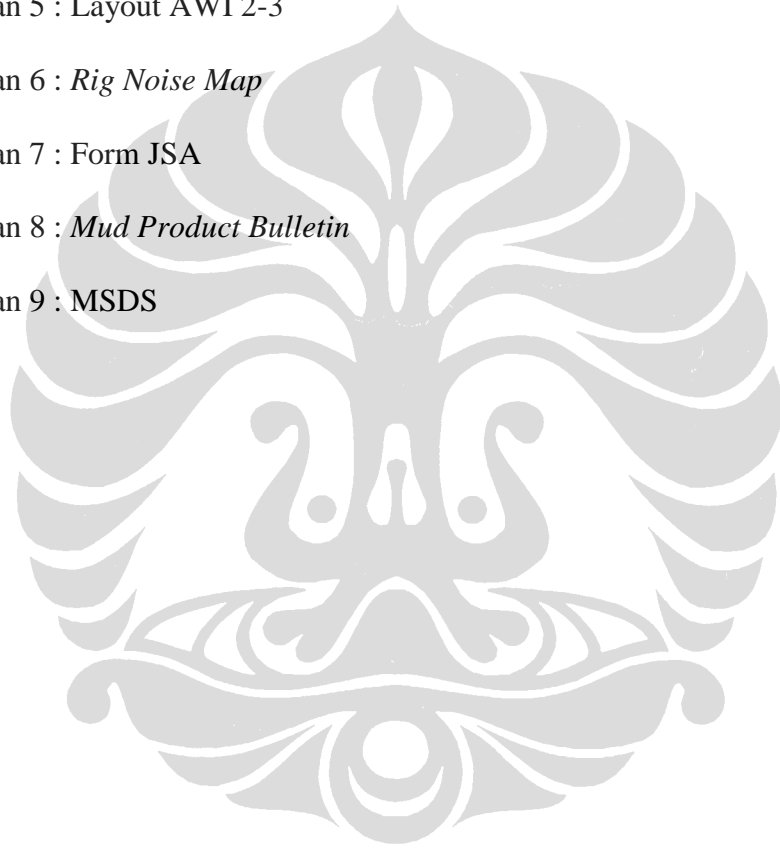 an 5 : Layout AWI 2-3
an 6 : Rig Noise Map
an 7 : Form JSA
an 8 : Mud Product Bulletin
an 9 : MSDS